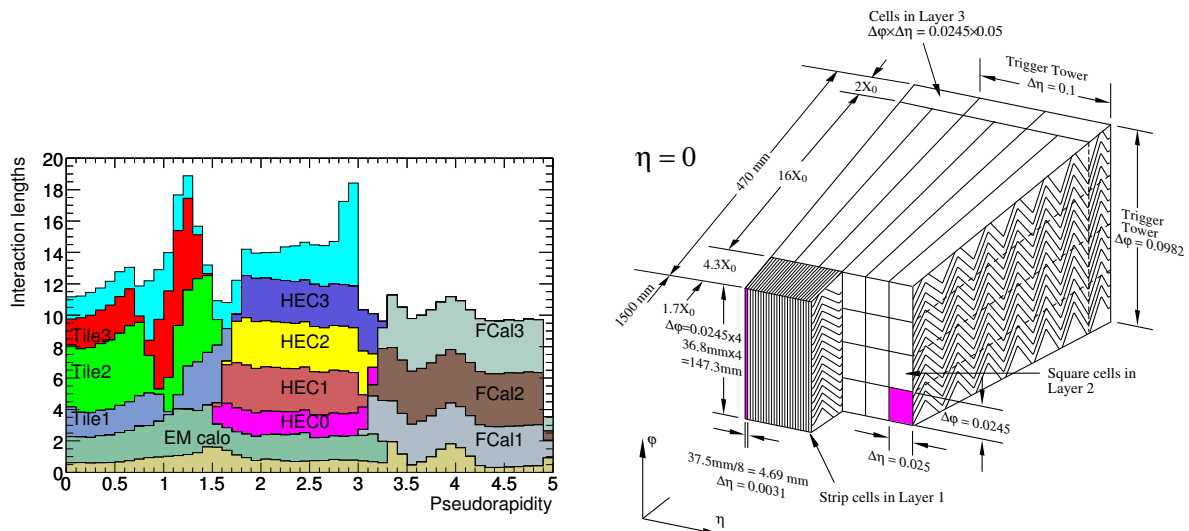 Interaction lengths
20
18
16
14
12
10
8
6
4
2
0
Tile3
Tile2
Tile1
EM calo
HEC3
HEC2
HEC1
HEC0
FCal3
FCal2
FCal1
0 0.5 1 1.5 2 2.5 3 3.5 4 4.5 5
Pseudorapidity
Cells in Layer 3
Δφ×Δη = 0.0245×0.05
Trigger Tower
Δη = 0.1
2X₀
η = 0
470 mm
16X₀
Trigger
Tower
Δφ = 0.0982
4.3X₀
1500 mm
1.7X₀
Δφ=0.0245x4
36.8mmx4
=147.3mm
Square cells in
Layer 2
Δφ = 0.0245
Δη = 0.025
37.5mm/8 = 4.69 mm
Δη = 0.0031
Strip cells in Layer 1
φ
η